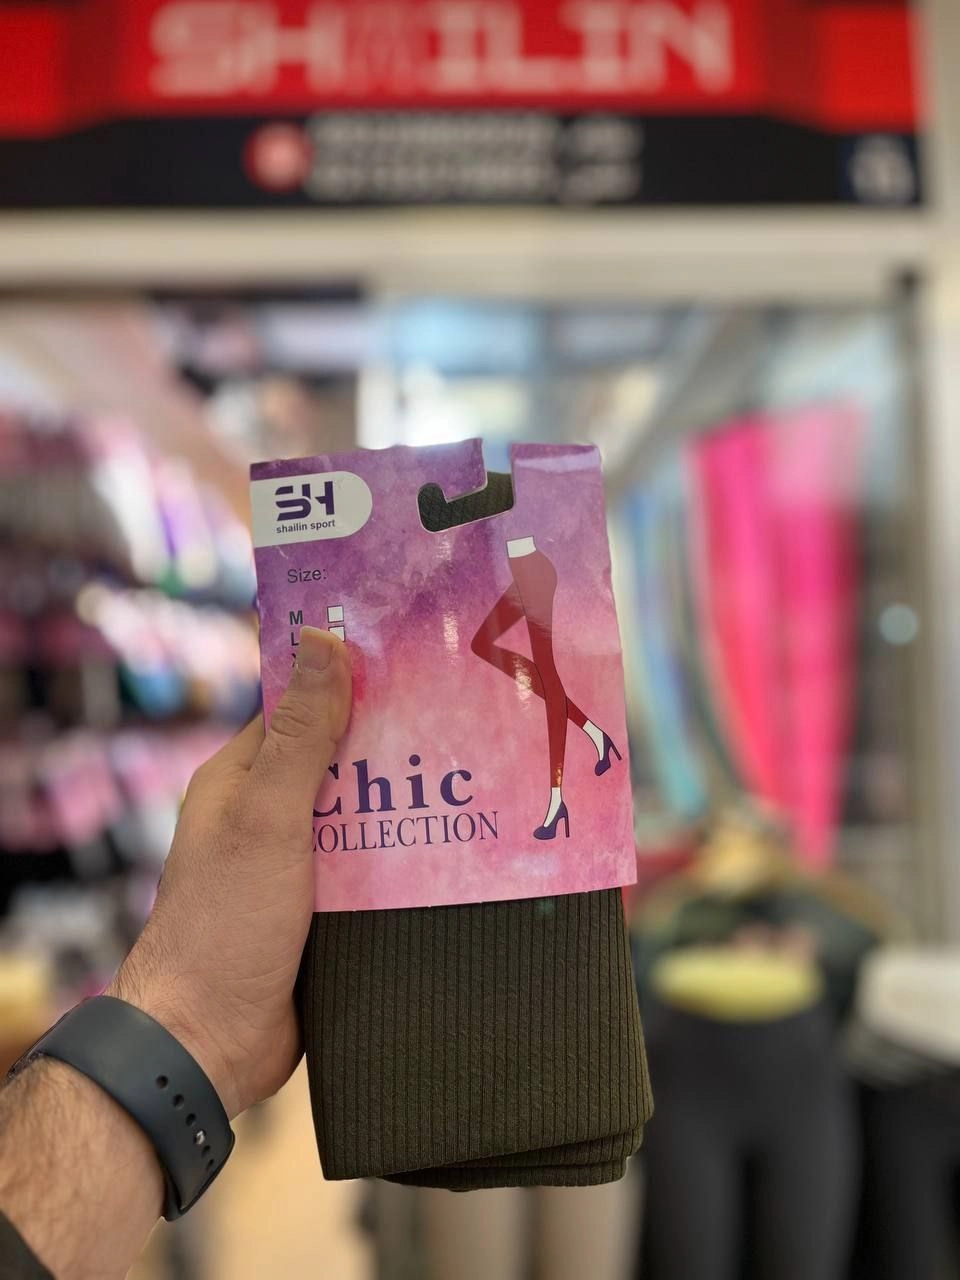 SHAILIN
SH
shailin sport
Size:
M
L
X
Chic
COLLECTION